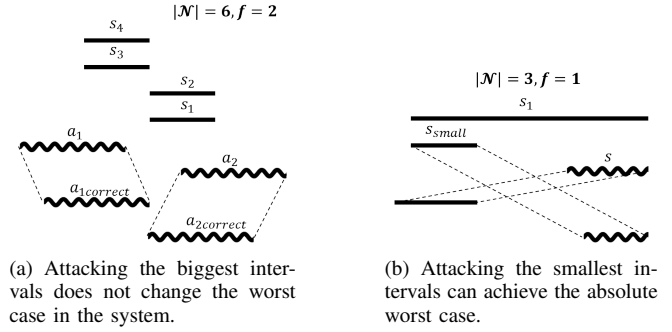 |𝓝| = 6, f = 2
s₄
s₃
s₂
s₁
a₁
a₂
a₁correct
a₂correct
(a) Attacking the biggest inter-
vals does not change the worst
case in the system.
|𝓝| = 3, f = 1
s₁
s_small
s
(b) Attacking the smallest in-
tervals can achieve the absolute
worst case.